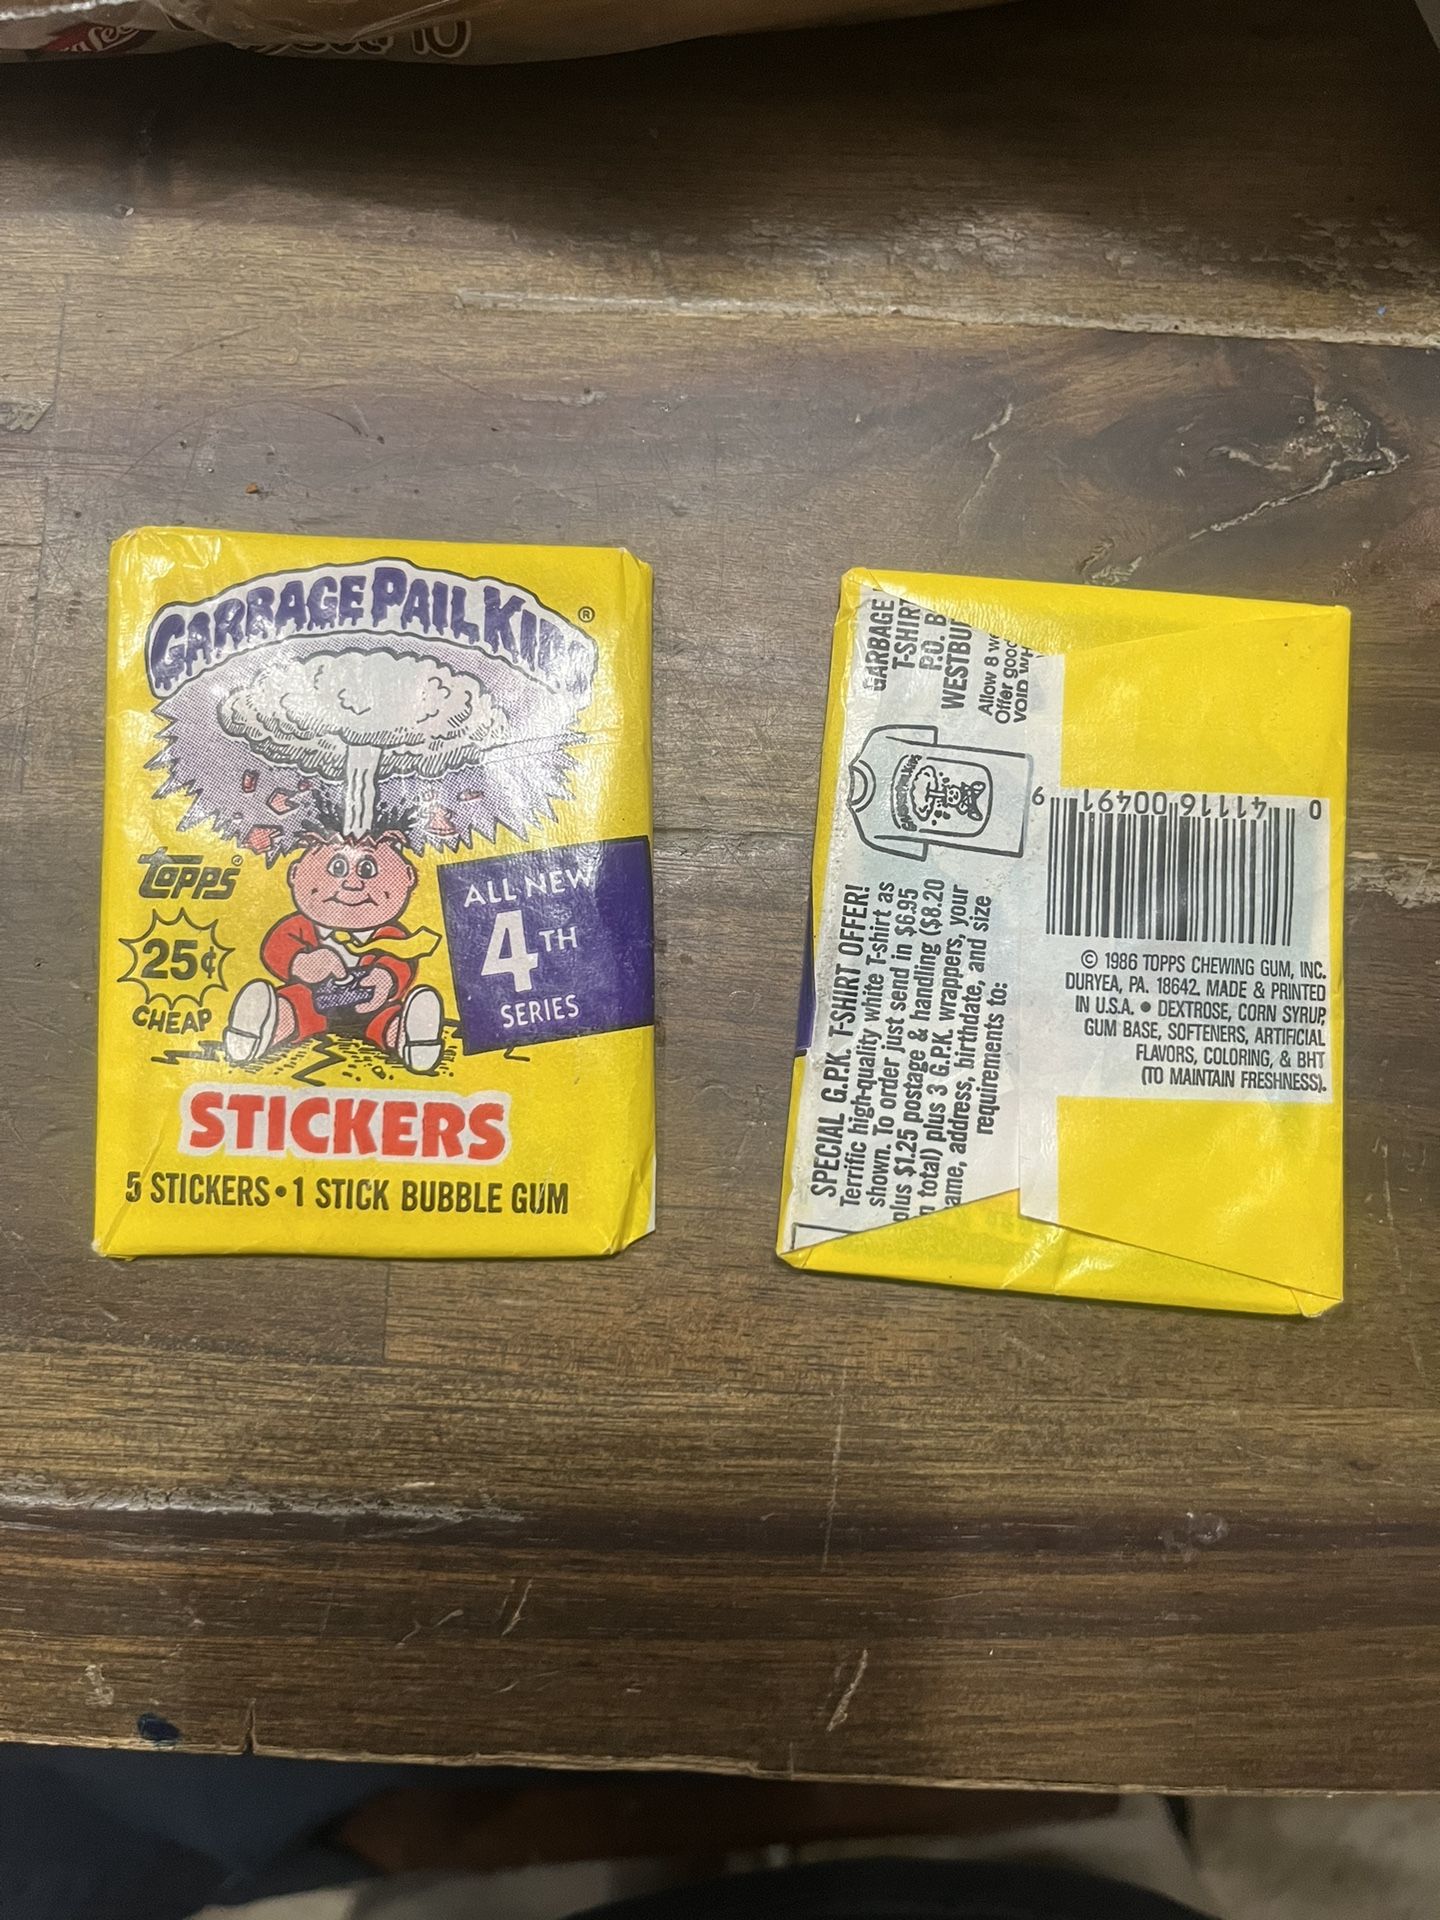 GARBAGE PAIL KIDS ®
TOPPS ®
25¢
CHEAP
ALL NEW
4TH
SERIES
STICKERS
5 STICKERS • 1 STICK BUBBLE GUM
GARBAGE
T-SHIRT
P.O. B
WESTBU
Allow 8 we
Offer good
VOID WH
GARBAGE PAIL KIDS
SPECIAL G.P.K. T-SHIRT OFFER!
Terrific high-quality white T-shirt as
shown. To order just send in $6.95
plus $1.25 postage & handling ($8.20
n total) plus 3 G.P.K. wrappers, your
ame, address, birthdate, and size
requirements to:
0 41116 00491 9
© 1986 TOPPS CHEWING GUM, INC.
DURYEA, PA. 18642. MADE & PRINTED
IN U.S.A. • DEXTROSE, CORN SYRUP,
GUM BASE, SOFTENERS, ARTIFICIAL
FLAVORS, COLORING, & BHT
(TO MAINTAIN FRESHNESS).